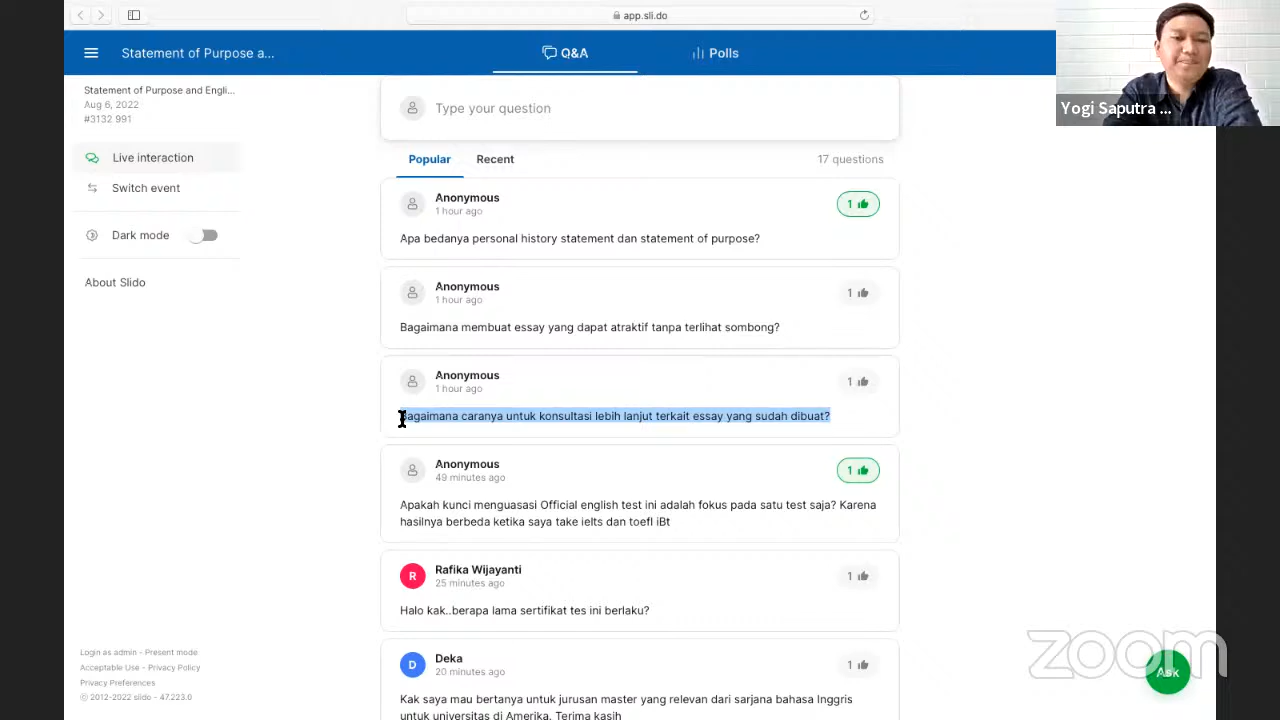 app.sli.do
Statement of Purpose a...
Q&A
Polls
Yogi Saputra ...
Statement of Purpose and Engli...
Aug 6, 2022
#3132 991
Live interaction
Switch event
Dark mode
About Slido
Type your question
Popular
Recent
17 questions
Anonymous
1 hour ago
1
Apa bedanya personal history statement dan statement of purpose?
Anonymous
1 hour ago
1
Bagaimana membuat essay yang dapat atraktif tanpa terlihat sombong?
Anonymous
1 hour ago
1
Bagaimana caranya untuk konsultasi lebih lanjut terkait essay yang sudah dibuat?
Anonymous
49 minutes ago
1
Apakah kunci menguasasi Official english test ini adalah fokus pada satu test saja? Karena
hasilnya berbeda ketika saya take ielts dan toefl iBt
R
Rafika Wijayanti
25 minutes ago
1
Halo kak..berapa lama sertifikat tes ini berlaku?
D
Deka
20 minutes ago
1
Kak saya mau bertanya untuk jurusan master yang relevan dari sarjana bahasa Inggris
untuk universitas di Amerika. Terima kasih
Login as admin - Present mode
Acceptable Use - Privacy Policy
Privacy Preferences
© 2012-2022 slido - 47.223.0
zoom
Ask